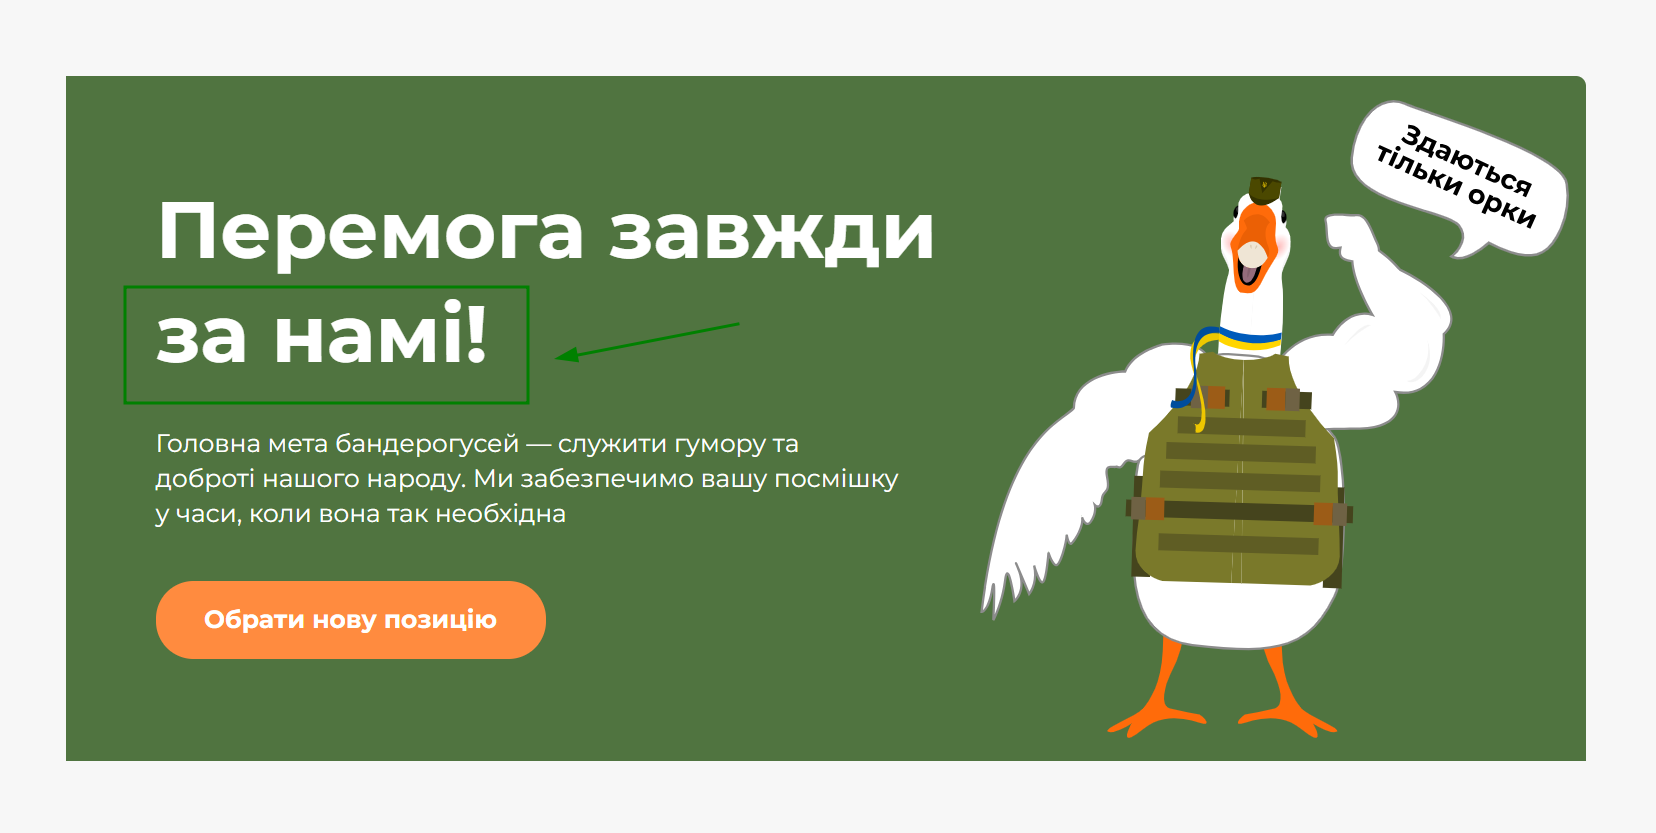 Перемога завжди
за намі!
Головна мета бандерогусей — служити гумору та
доброті нашого народу. Ми забезпечимо вашу посмішку
у часи, коли вона так необхідна
Обрати нову позицію
Здаються
тільки орки